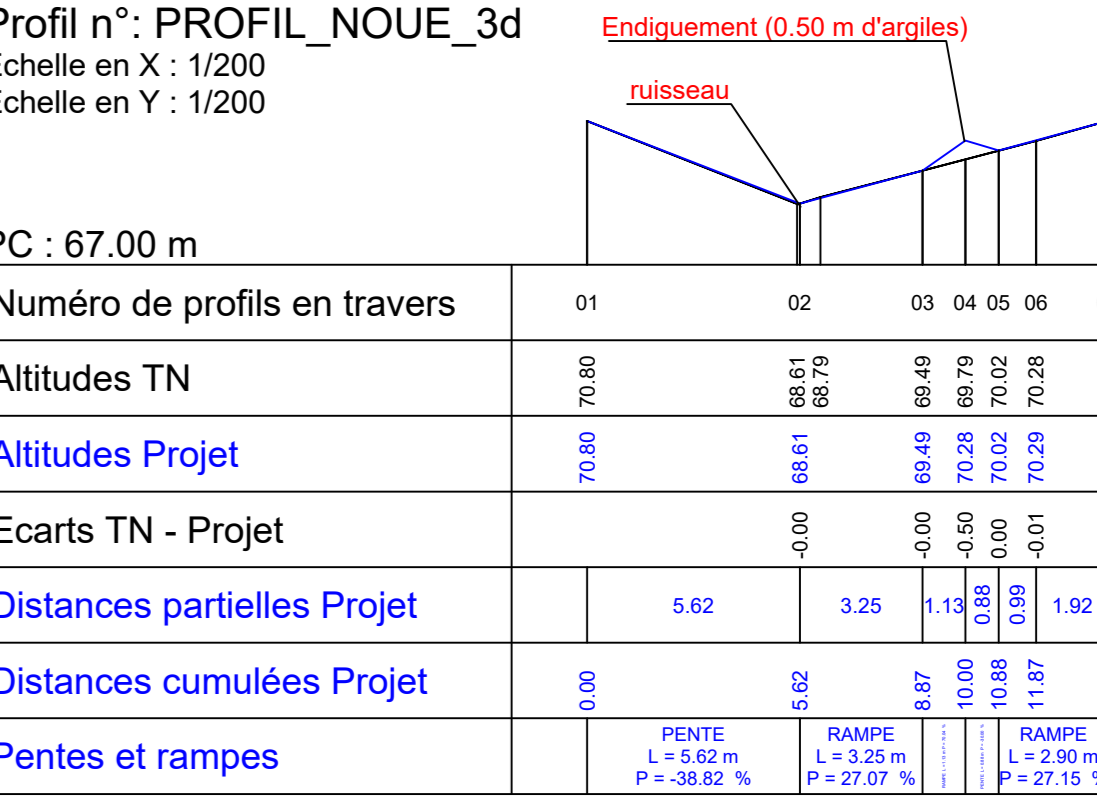 Profil n°: PROFIL_NOUE_3d
Echelle en X : 1/200
Echelle en Y : 1/200
Endiguement (0.50 m d'argiles)
ruisseau
PC : 67.00 m
Numéro de profils en travers 01 02 03 04 05 06
Altitudes TN 70.80 68.61 68.79 69.49 69.79 70.02 70.28
Altitudes Projet 70.80 68.61 69.49 70.28 70.02 70.29
Ecarts TN - Projet -0.00 -0.00 -0.50 0.00 -0.01
Distances partielles Projet 5.62 3.25 1.13 0.88 0.99 1.92
Distances cumulées Projet 0.00 5.62 8.87 10.00 10.88 11.87
Pentes et rampes
PENTE
L = 5.62 m
P = -38.82 %
RAMPE
L = 3.25 m
P = 27.07 %
RAMPE
L = 2.90 m
P = 27.15 %